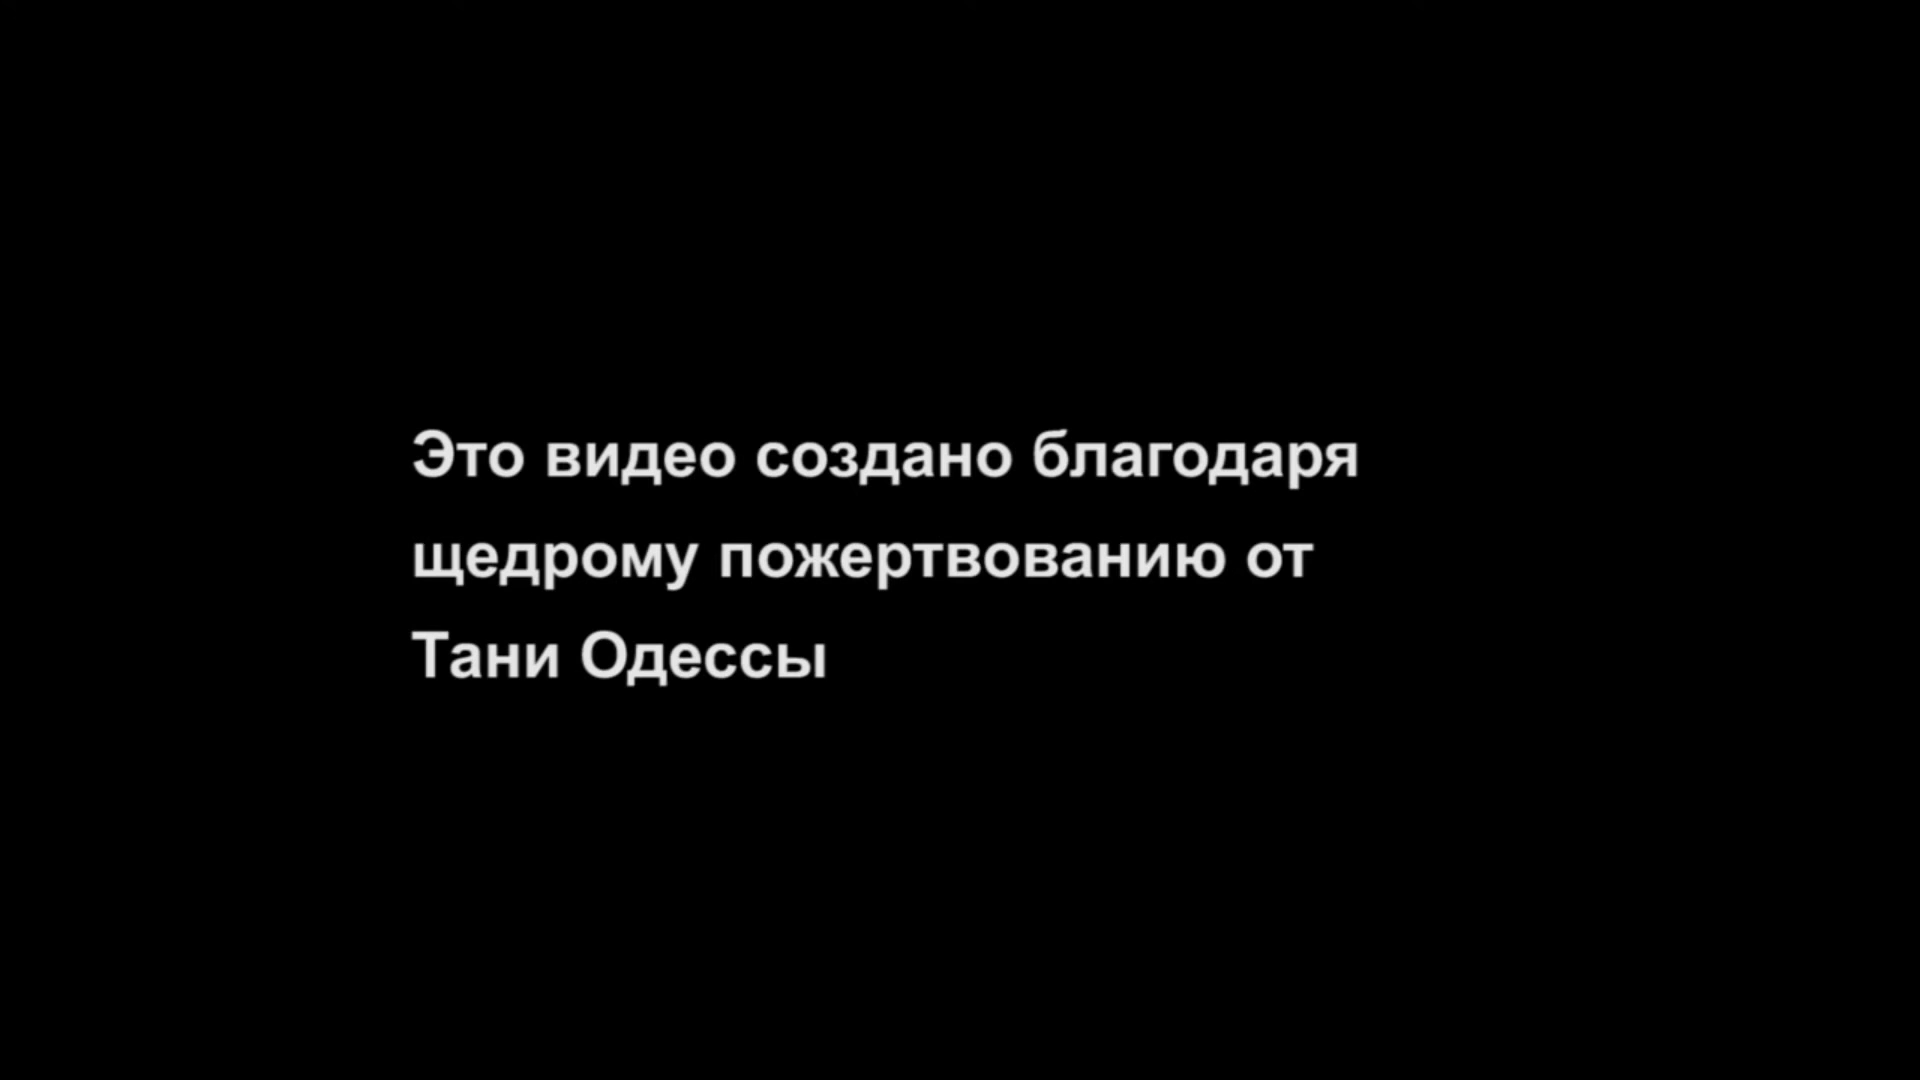 Это видео создано благодаря
щедрому пожертвованию от
Тани Одессы